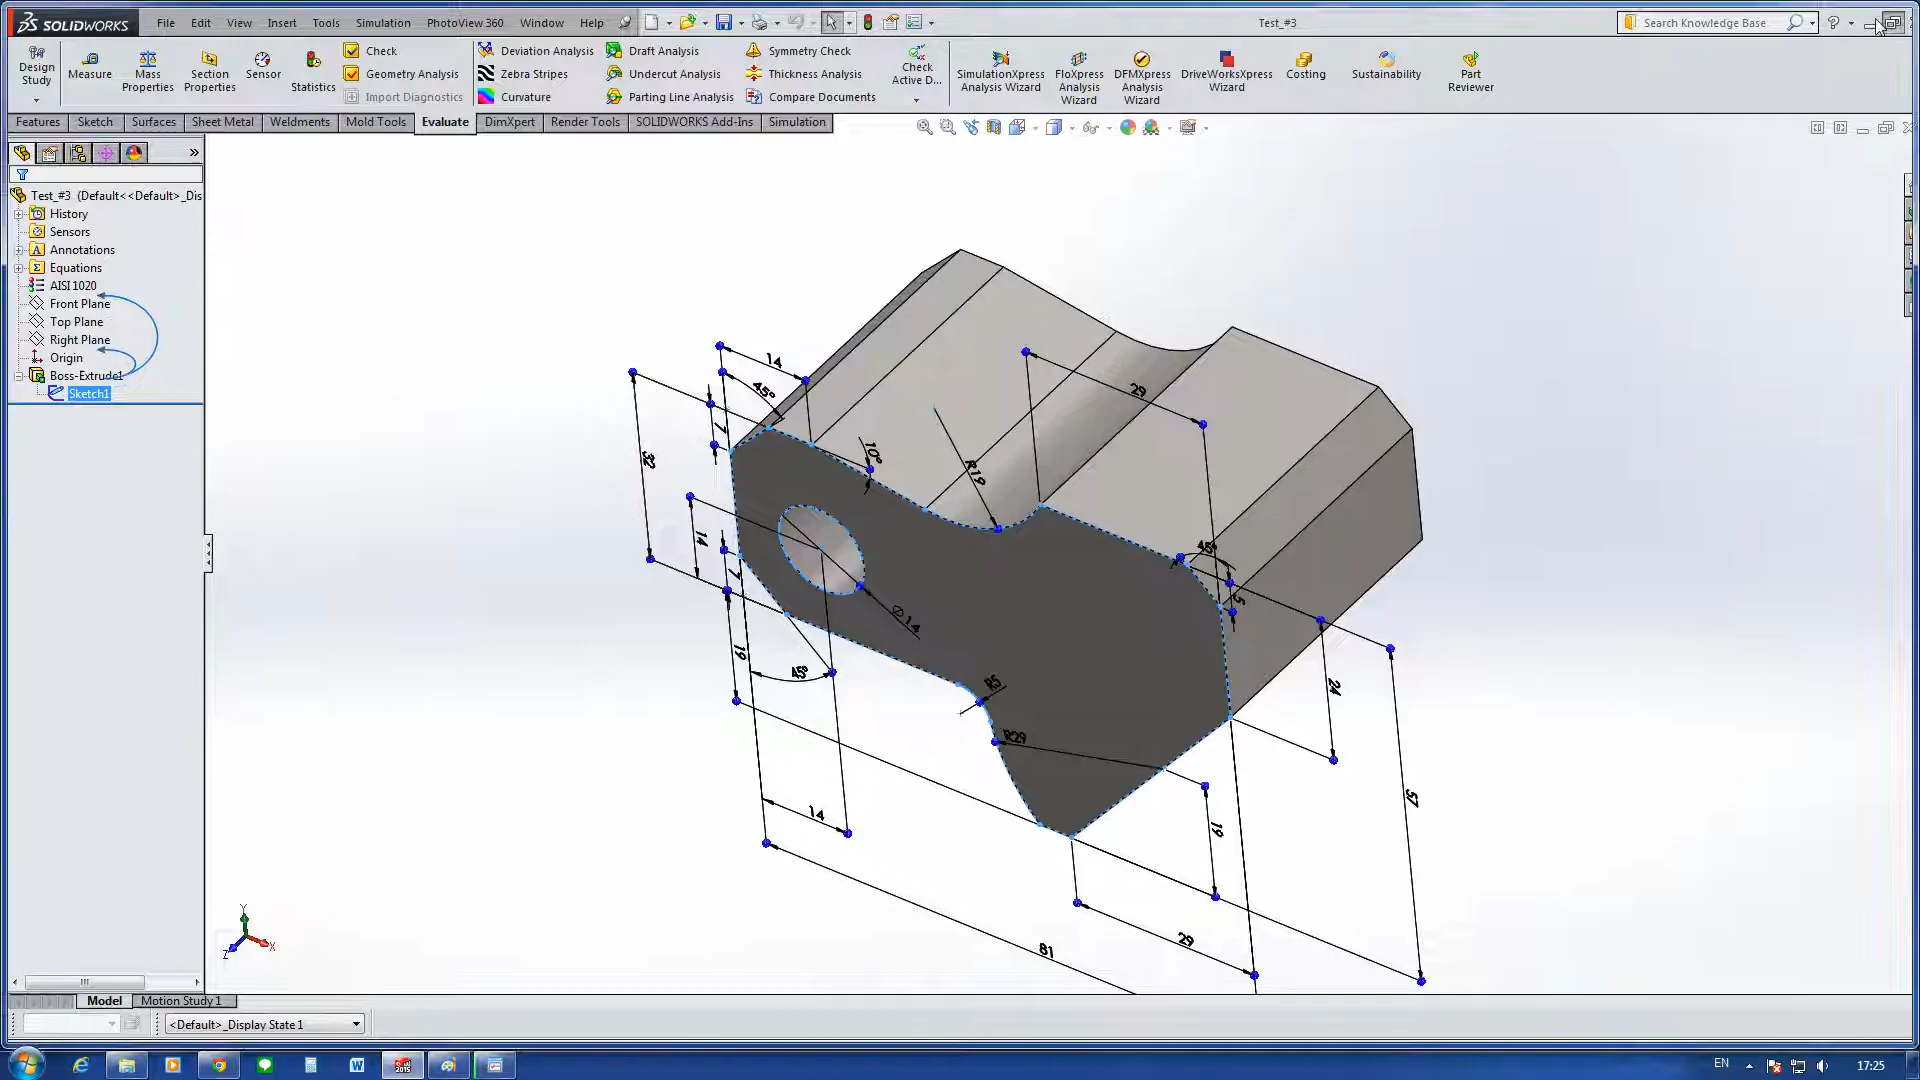 SOLIDWORKS File Edit View Insert Tools Simulation PhotoView 360 Window Help Test_#3 Search Knowledge Base ?
Design Study
Measure
Mass Properties
Section Properties
Sensor
Statistics
Check
Geometry Analysis
Import Diagnostics
Deviation Analysis
Zebra Stripes
Curvature
Draft Analysis
Undercut Analysis
Parting Line Analysis
Symmetry Check
Thickness Analysis
Compare Documents
Check Active D...
SimulationXpress Analysis Wizard
FloXpress Analysis Wizard
DFMXpress Analysis Wizard
DriveWorksXpress Wizard
Costing
Sustainability
Part Reviewer
Features Sketch Surfaces Sheet Metal Weldments Mold Tools Evaluate DimXpert Render Tools SOLIDWORKS Add-Ins Simulation
»
Test_#3 (Default<<Default>_Dis
History
Sensors
Annotations
Equations
AISI 1020
Front Plane
Top Plane
Right Plane
Origin
Boss-Extrude1
Sketch1
14
45°
7
32
10°
R19
29
14
7
45°
5
Ø14
19
45°
R5
R29
24
57
14
19
29
81
Y
X
Z
Model Motion Study 1
<Default>_Display State 1
EN 17:25